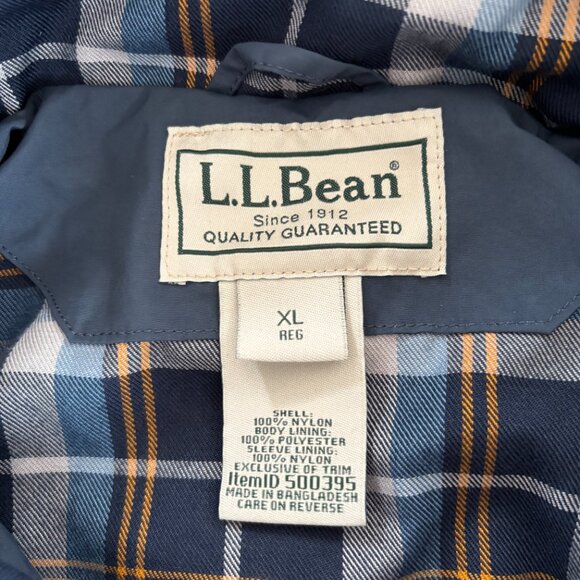 L.L.Bean®
Since 1912
QUALITY GUARANTEED
XL
REG
SHELL:
100% NYLON
BODY LINING:
100% POLYESTER
SLEEVE LINING:
100% NYLON
EXCLUSIVE OF TRIM
ItemID 500395
MADE IN BANGLADESH
CARE ON REVERSE